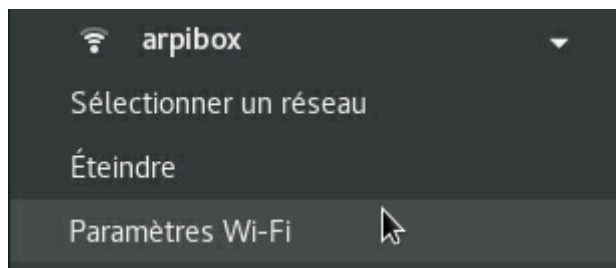 arpibox
Sélectionner un réseau
Éteindre
Paramètres Wi-Fi